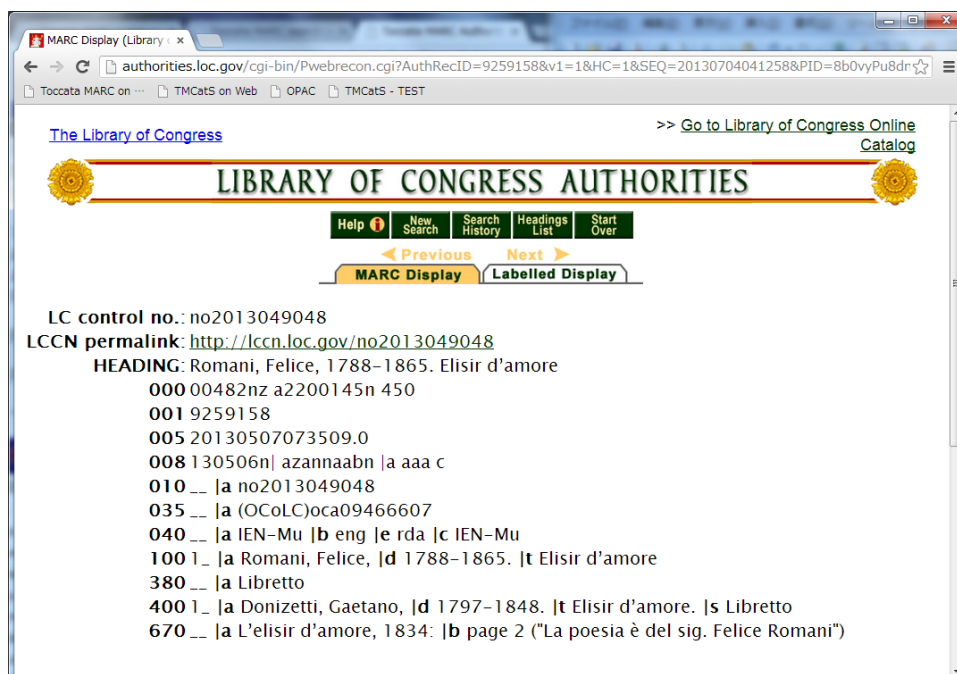 MARC Display (Library c
authorities.loc.gov/cgi-bin/Pwebrecon.cgi?AuthRecID=9259158&v1=1&HC=1&SEQ=20130704041258&PID=8b0vyPu8dr
Toccata MARC on ··· TMCatS on Web OPAC TMCatS - TEST
The Library of Congress
>> Go to Library of Congress Online
Catalog
LIBRARY OF CONGRESS AUTHORITIES
Help New Search Search History Headings List Start Over
Previous Next
MARC Display Labelled Display
LC control no.: no2013049048
LCCN permalink: http://lccn.loc.gov/no2013049048
HEADING: Romani, Felice, 1788-1865. Elisir d'amore
000 00482nz a2200145n 450
001 9259158
005 20130507073509.0
008 130506n| azannaabn |a aaa c
010 __ |a no2013049048
035 __ |a (OCoLC)oca09466607
040 __ |a IEN-Mu |b eng |e rda |c IEN-Mu
100 1_ |a Romani, Felice, |d 1788-1865. |t Elisir d'amore
380 __ |a Libretto
400 1_ |a Donizetti, Gaetano, |d 1797-1848. |t Elisir d'amore. |s Libretto
670 __ |a L'elisir d'amore, 1834: |b page 2 ("La poesia è del sig. Felice Romani")